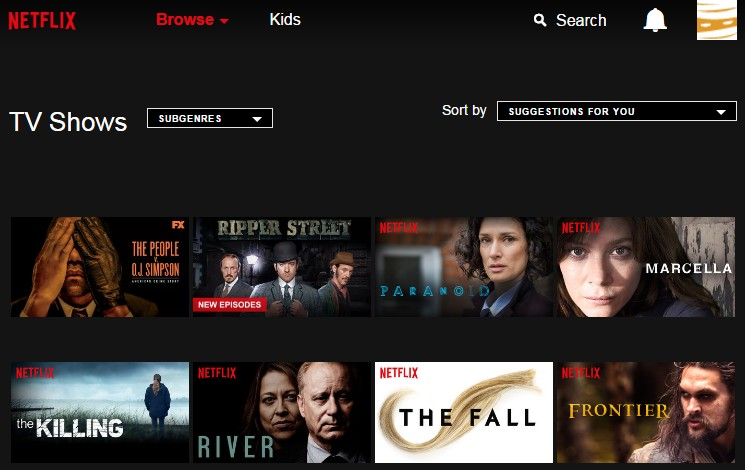 NETFLIX
Browse
Kids
Search
TV Shows
SUBGENRES
Sort by
SUGGESTIONS FOR YOU
FX
THE PEOPLE
V.
O.J. SIMPSON
AMERICAN CRIME STORY
RIPPER STREET
NEW EPISODES
NETFLIX
PARANOID
NETFLIX
MARCELLA
NETFLIX
the KILLING
NETFLIX
RIVER
NETFLIX
THE FALL
NETFLIX
FRONTIER